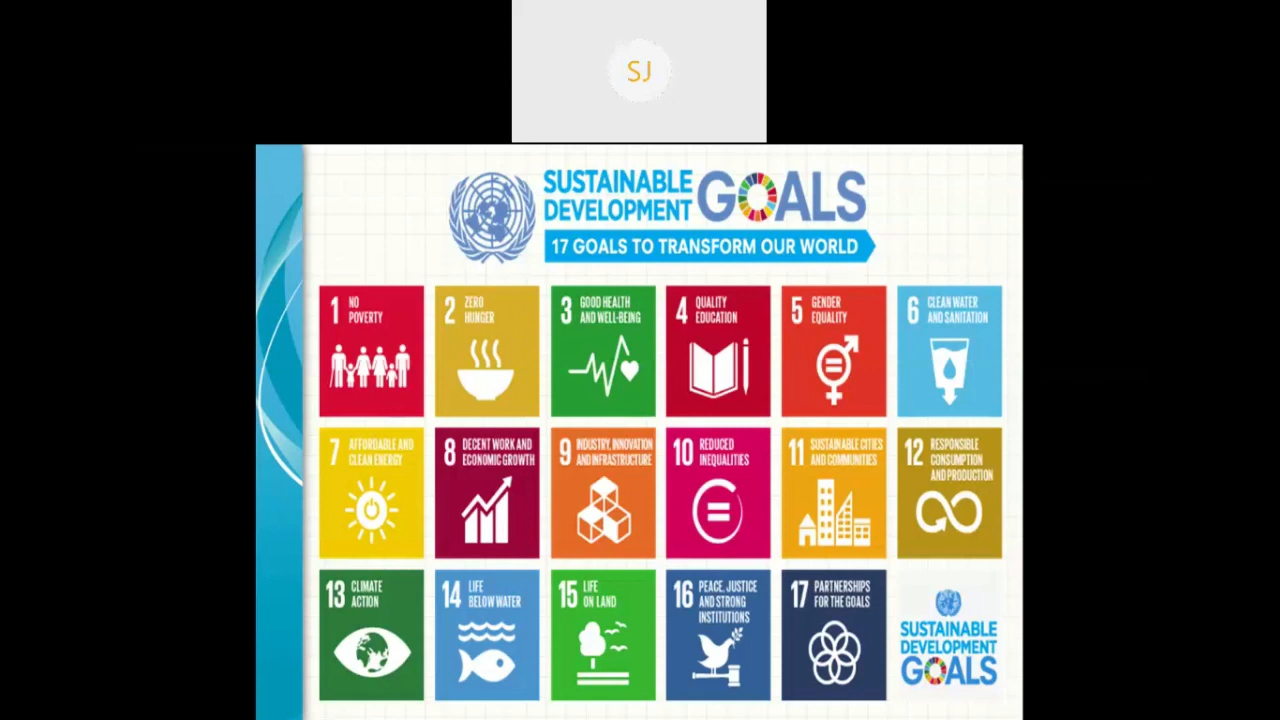 SJ
SUSTAINABLE
DEVELOPMENT
GOALS
17 GOALS TO TRANSFORM OUR WORLD
1 NO
POVERTY
2 ZERO
HUNGER
3 GOOD HEALTH
AND WELL-BEING
4 QUALITY
EDUCATION
5 GENDER
EQUALITY
6 CLEAN WATER
AND SANITATION
7 AFFORDABLE AND
CLEAN ENERGY
8 DECENT WORK AND
ECONOMIC GROWTH
9 INDUSTRY, INNOVATION
AND INFRASTRUCTURE
10 REDUCED
INEQUALITIES
11 SUSTAINABLE CITIES
AND COMMUNITIES
12 RESPONSIBLE
CONSUMPTION
AND PRODUCTION
13 CLIMATE
ACTION
14 LIFE
BELOW WATER
15 LIFE
ON LAND
16 PEACE, JUSTICE
AND STRONG
INSTITUTIONS
17 PARTNERSHIPS
FOR THE GOALS
SUSTAINABLE
DEVELOPMENT
GOALS